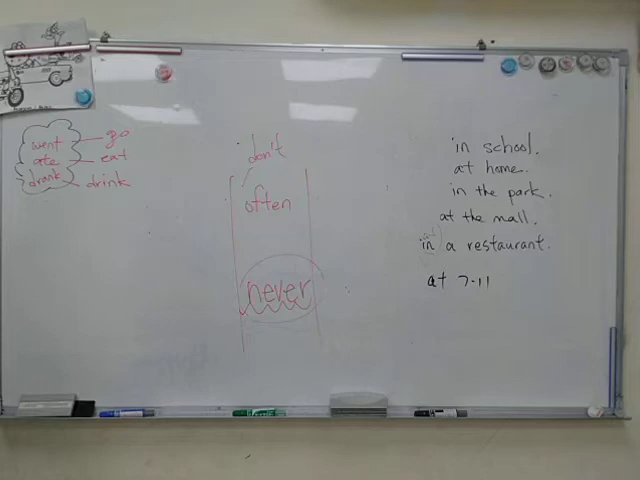 went go
ate eat
drank drink
don't
often
never
in school.
at home.
in the park.
at the mall.
in a restaurant.
at 7-11